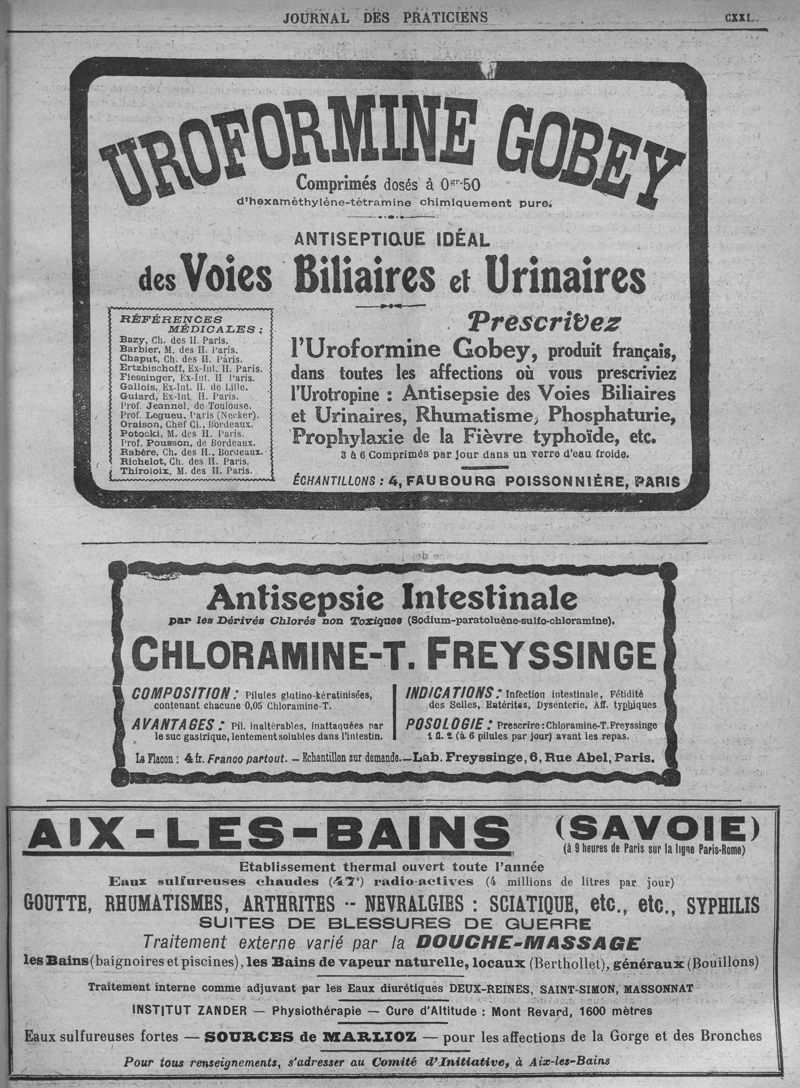 JOURNAL DES PRATICIENS
CXXI.
UROFORMINE GOBEY
Comprimés dosés à 0gr.50
d'hexaméthylène-tétramine chimiquement pure.
ANTISEPTIQUE IDÉAL
des Voies Biliaires et Urinaires
RÉFÉRENCES
MÉDICALES :
Bazy, Ch. des H. Paris.
Barbier, M. des H. Paris.
Chaput, Ch. des H. Paris.
Ertzbischoff, Ex-Int. H. Paris.
Fiessinger, Ex-Int. H Paris.
Gallois, Ex-Int. H. de Lille.
Guiard, Ex-Int. H. Paris.
Prof. Jeannel, de Toulouse.
Prof. Legueu, Paris (Necker).
Oraison, Chef Cl., Bordeaux.
Potocki, M. des H. Paris.
Prof. Pousson, de Bordeaux.
Rabère, Ch. des H., Bordeaux.
Richelot, Ch. des H. Paris.
Thiroloix, M. des H. Paris.
Prescrivez
l'Uroformine Gobey, produit français,
dans toutes les affections où vous prescriviez
l'Urotropine : Antisepsie des Voies Biliaires
et Urinaires, Rhumatisme, Phosphaturie,
Prophylaxie de la Fièvre typhoïde, etc.
3 à 6 Comprimés par jour dans un verre d'eau froide.
ÉCHANTILLONS : 4, FAUBOURG POISSONNIÈRE, PARIS
Antisepsie Intestinale
par les Dérivés Chlorés non Toxiques (Sodium-paratoluène-sulfo-chloramine).
CHLORAMINE-T. FREYSSINGE
COMPOSITION : Pilules glutino-kératinisées,
contenant chacune 0,05 Chloramine-T.
AVANTAGES : Pil. inaltérables, inattaquées par
le suc gastrique, lentement solubles dans l'intestin.
INDICATIONS : Infection intestinale, Fétidité
des Selles, Entérites, Dysenterie, Aff. typhiques
POSOLOGIE : Prescrire : Chloramine-T. Freyssinge
1 fl. 2 (à 6 pilules par jour) avant les repas.
Le Flacon : 4 fr. Franco partout. — Echantillon sur demande. — Lab. Freyssinge, 6, Rue Abel, Paris.
AIX-LES-BAINS (SAVOIE)
(à 9 heures de Paris sur la ligne Paris-Rome)
Etablissement thermal ouvert toute l'année
Eaux sulfureuses chaudes (47°) radio-actives (4 millions de litres par jour)
GOUTTE, RHUMATISMES, ARTHRITES -- NEVRALGIES : SCIATIQUE, etc., etc., SYPHILIS
SUITES DE BLESSURES DE GUERRE
Traitement externe varié par la DOUCHE-MASSAGE
les Bains (baignoires et piscines), les Bains de vapeur naturelle, locaux (Berthollet), généraux (Bouillons)
Traitement interne comme adjuvant par les Eaux diurétiques DEUX-REINES, SAINT-SIMON, MASSONNAT
INSTITUT ZANDER — Physiothérapie — Cure d'Altitude : Mont Revard, 1600 mètres
Eaux sulfureuses fortes — SOURCES de MARLIOZ — pour les affections de la Gorge et des Bronches
Pour tous renseignements, s'adresser au Comité d'Initiative, à Aix-les-Bains